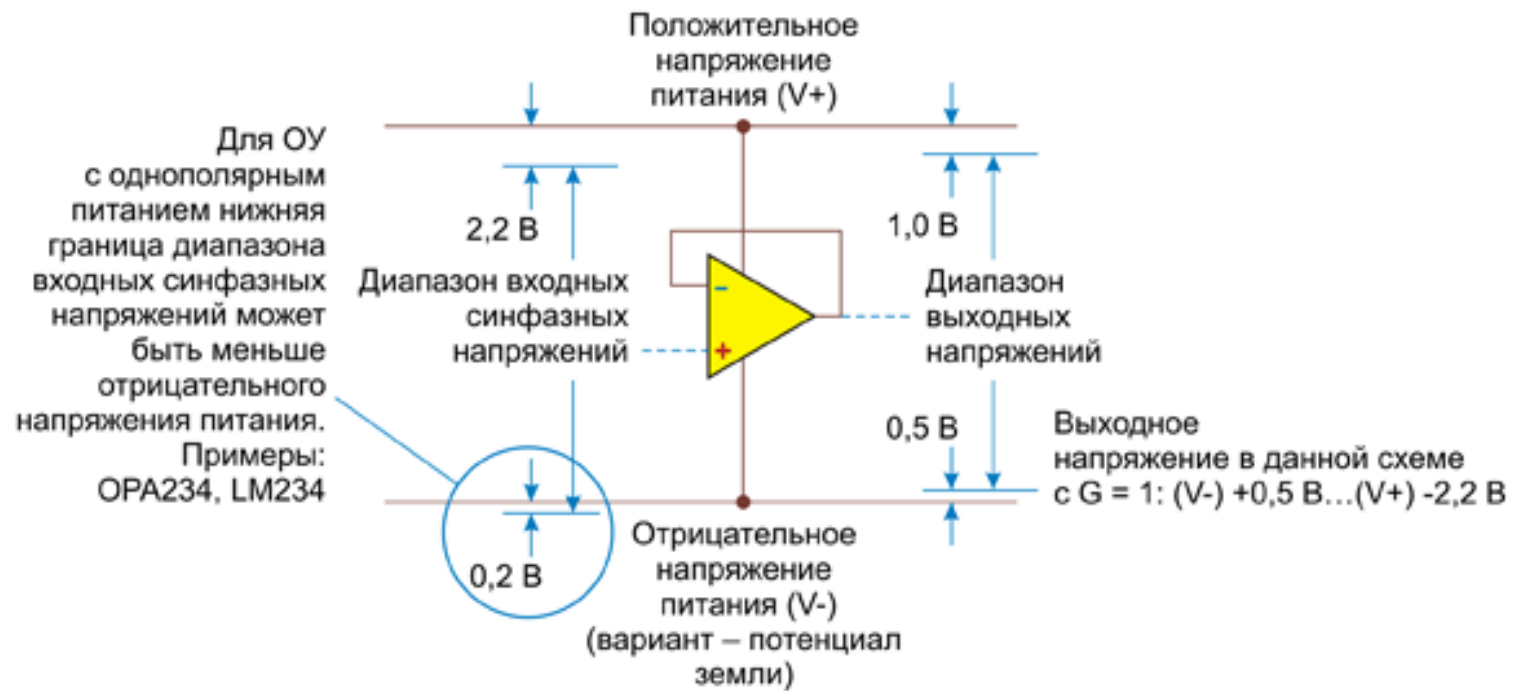 Положительное
напряжение
питания (V+)
Для ОУ
с однополярным
питанием нижняя
граница диапазона
входных синфазных
напряжений может
быть меньше
отрицательного
напряжения питания.
Примеры:
OPA234, LM234
2,2 В
Диапазон входных
синфазных
напряжений
0,2 В
-
+
1,0 В
Диапазон
выходных
напряжений
0,5 В
Выходное
напряжение в данной схеме
с G = 1: (V-) +0,5 В...(V+) -2,2 В
Отрицательное
напряжение
питания (V-)
(вариант – потенциал
земли)